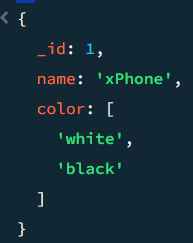 {
_id: 1,
name: 'xPhone',
color: [
'white',
'black'
]
}